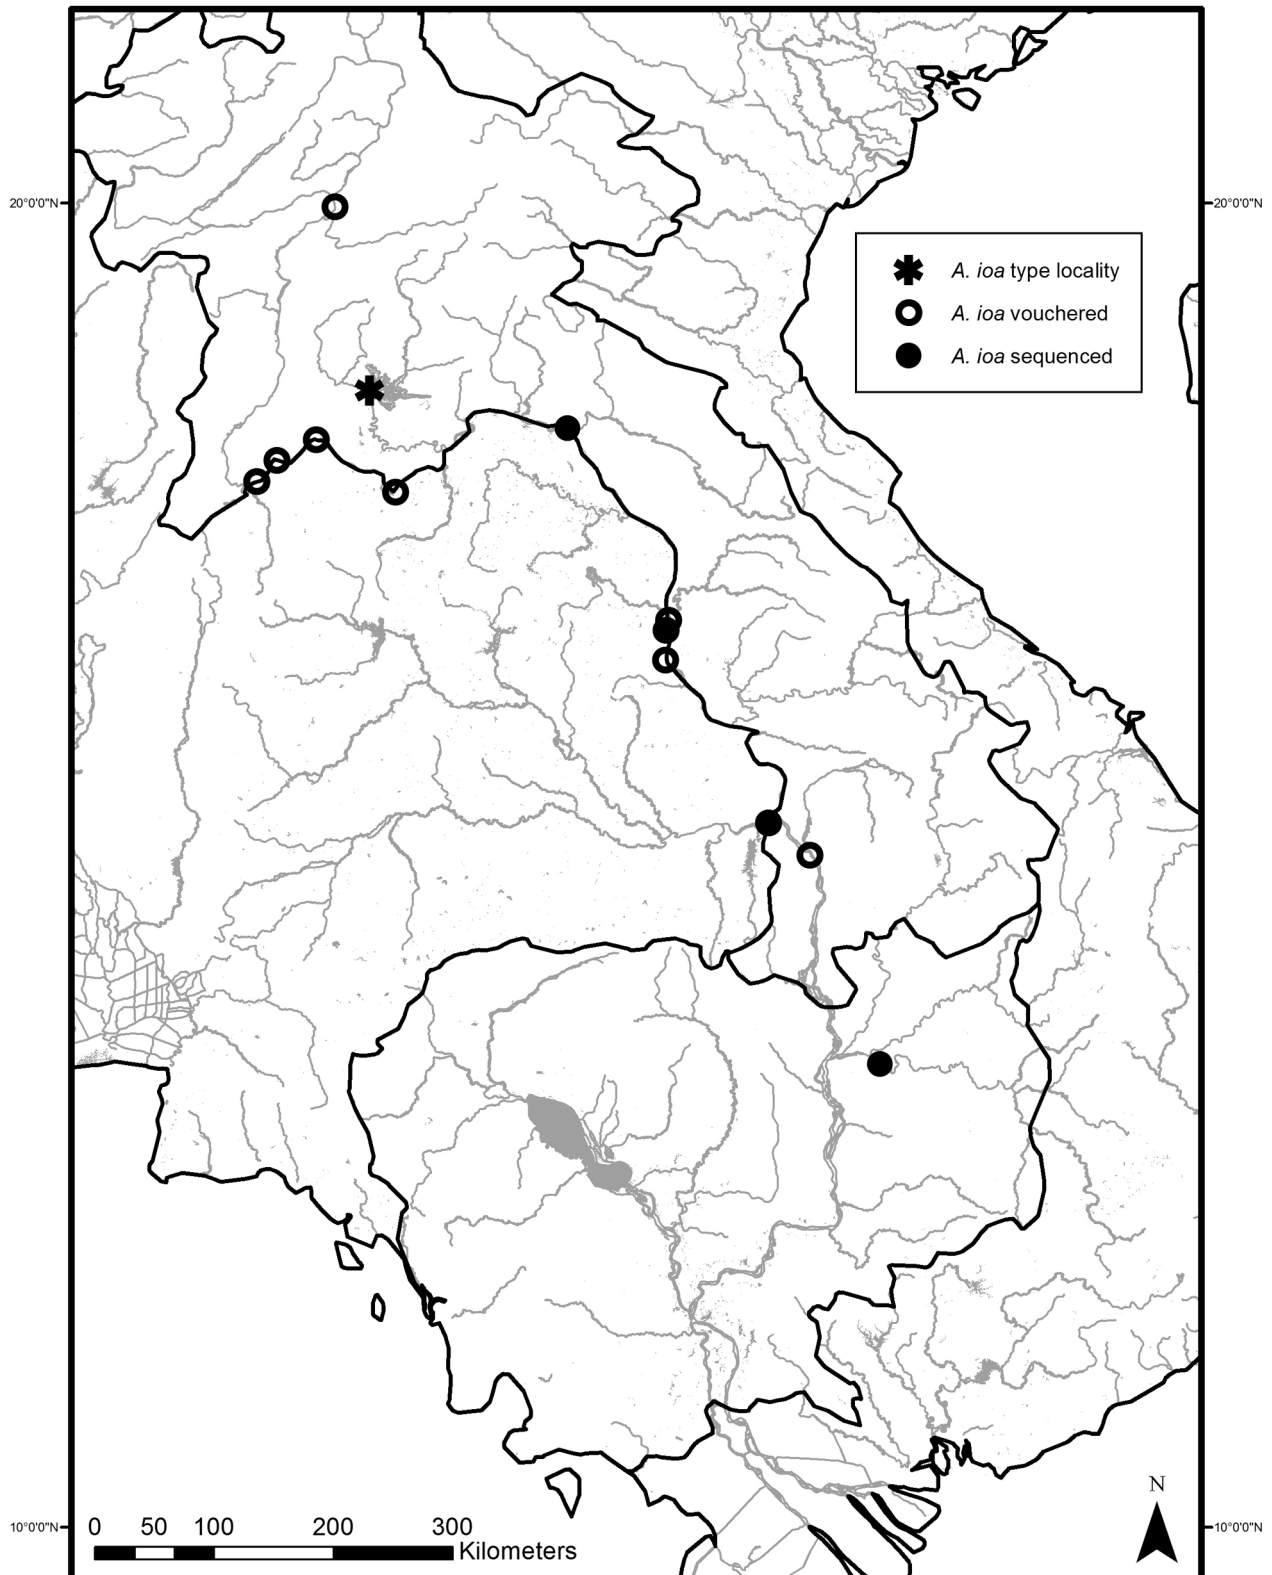 20°0'0"N
20°0'0"N
A. ioa type locality
A. ioa vouchered
A. ioa sequenced
N
10°0'0"N
10°0'0"N
0 50 100 200 300
Kilometers